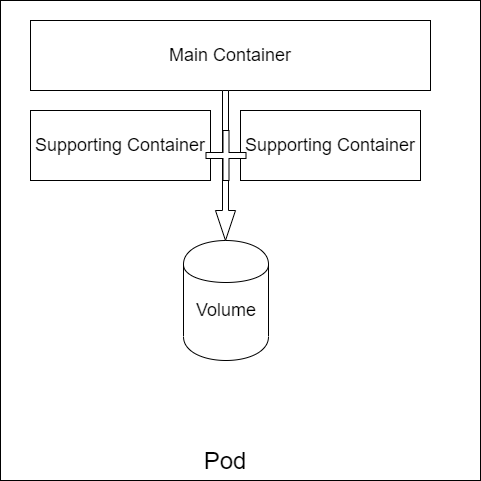 Main Container
Supporting Container
Supporting Container
Volume
Pod